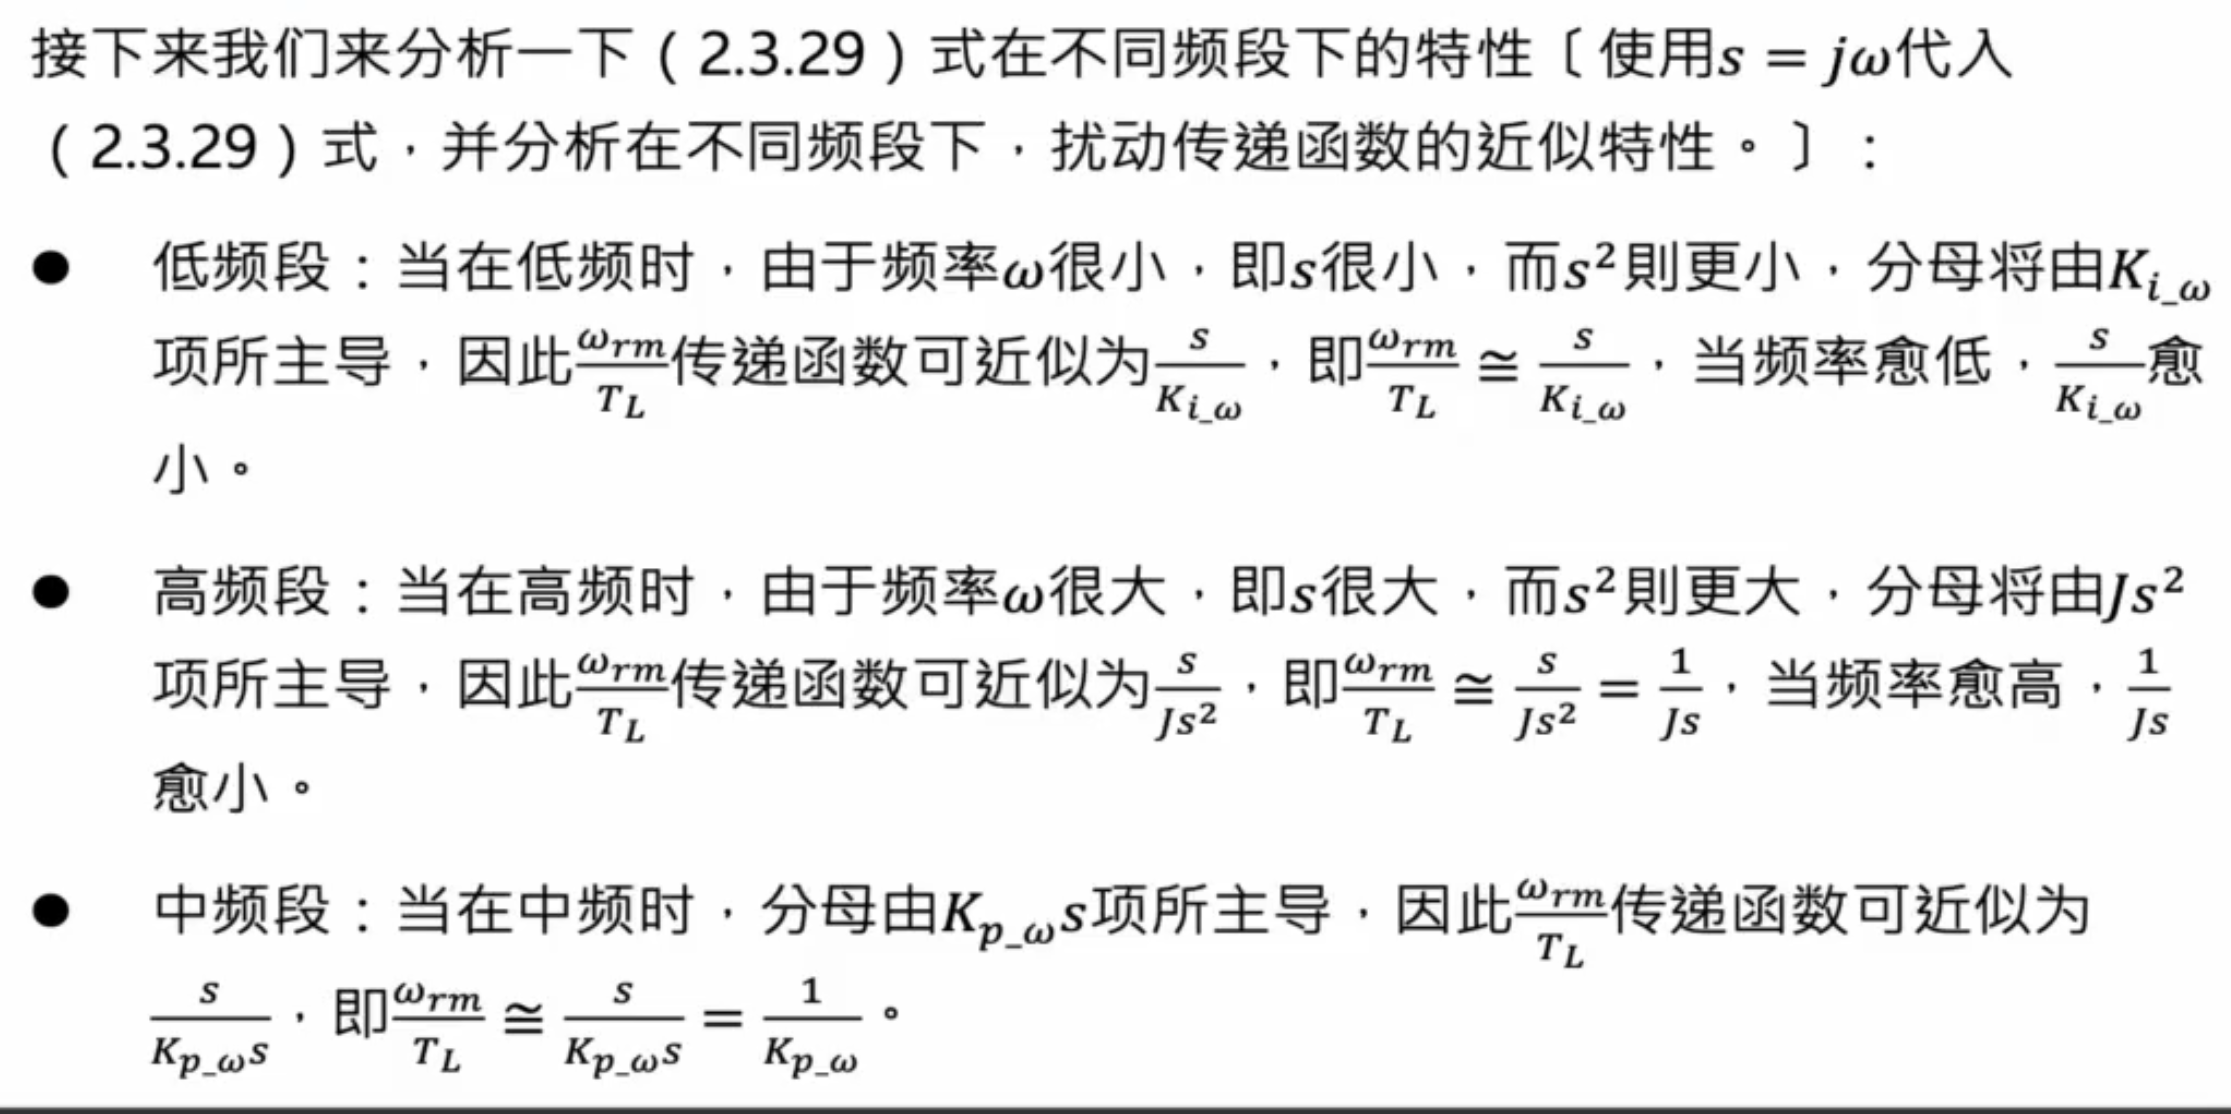 接下来我们来分析一下（2.3.29）式在不同频段下的特性〔使用$s = j\omega$代入
（2.3.29）式，并分析在不同频段下，扰动传递函数的近似特性。〕：
● 低频段：当在低频时，由于频率$\omega$很小，即$s$很小，而$s^2$則更小，分母将由$K_{i\_\omega}$
项所主导，因此$\frac{\omega_{rm}}{T_L}$传递函数可近似为$\frac{s}{K_{i\_\omega}}$，即$\frac{\omega_{rm}}{T_L} \cong \frac{s}{K_{i\_\omega}}$，当频率愈低，$\frac{s}{K_{i\_\omega}}$愈
小。
● 高频段：当在高频时，由于频率$\omega$很大，即$s$很大，而$s^2$則更大，分母将由$Js^2$
项所主导，因此$\frac{\omega_{rm}}{T_L}$传递函数可近似为$\frac{s}{Js^2}$，即$\frac{\omega_{rm}}{T_L} \cong \frac{s}{Js^2} = \frac{1}{Js}$，当频率愈高，$\frac{1}{Js}$
愈小。
● 中频段：当在中频时，分母由$K_{p\_\omega}s$项所主导，因此$\frac{\omega_{rm}}{T_L}$传递函数可近似为
$\frac{s}{K_{p\_\omega}s}$，即$\frac{\omega_{rm}}{T_L} \cong \frac{s}{K_{p\_\omega}s} = \frac{1}{K_{p\_\omega}}$。